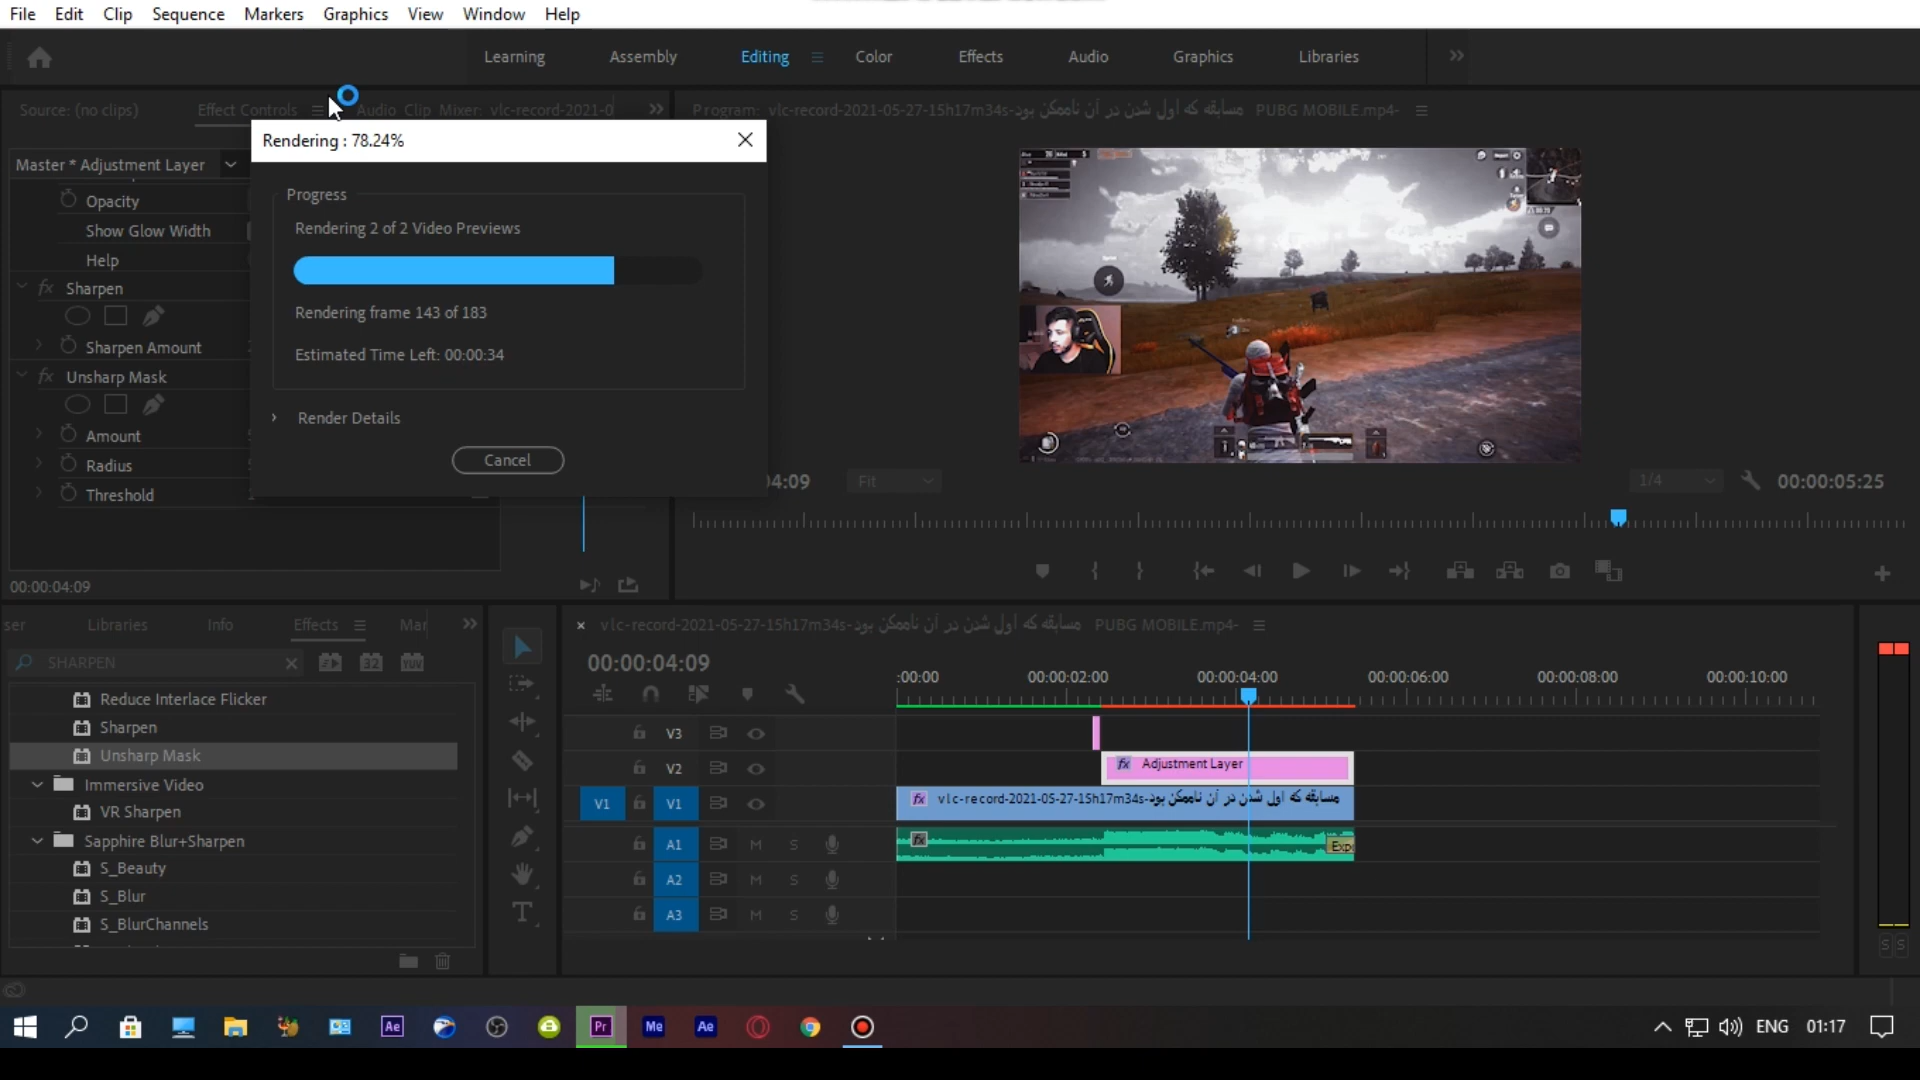 File Edit Clip Sequence Markers Graphics View Window Help
Learning Assembly Editing Color Effects Audio Graphics Libraries
Source: (no clips) Effect Controls Audio Clip Mixer: vlc-record-2021-0
Program: vlc-record-2021-05-27-15h17m34s-مسابقه که اول شدن در آن ناممکن بود PUBG MOBILE.mp4-
Rendering : 78.24%
Master * Adjustment Layer
Progress
Opacity
Rendering 2 of 2 Video Previews
Show Glow Width
Help
Sharpen
Rendering frame 143 of 183
Sharpen Amount
Estimated Time Left: 00:00:34
Unsharp Mask
Render Details
Amount
Cancel
Radius
Threshold
4:09 Fit 1/4 00:00:05:25
00:00:04:09
ser Libraries Info Effects Mar
vlc-record-2021-05-27-15h17m34s-مسابقه که اول شدن در آن ناممکن بود PUBG MOBILE.mp4-
SHARPEN
32 YUV
00:00:04:09
:00:00 00:00:02:00 00:00:04:00 00:00:06:00 00:00:08:00 00:00:10:00
Reduce Interlace Flicker
Sharpen
Unsharp Mask
Immersive Video
VR Sharpen
Sapphire Blur+Sharpen
S_Beauty
S_Blur
S_BlurChannels
V3
V2 fx Adjustment Layer
V1 V1 fx vlc-record-2021-05-27-15h17m34s-مسابقه که اول شدن در آن ناممکن بود
A1 M S fx Expo
A2 M S
A3 M S
S S
Ae Pr Me Ae ENG 01:17